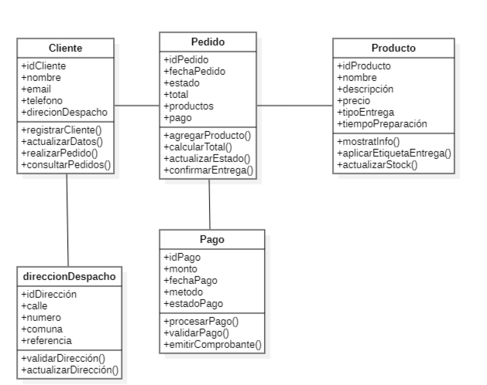 Cliente
+idCliente
+nombre
+email
+telefono
+direcionDespacho
+registrarCliente()
+actualizarDatos()
+realizarPedido()
+consultarPedidos()
Pedido
+idPedido
+fechaPedido
+estado
+total
+productos
+pago
+agregarProducto()
+calcularTotal()
+actualizarEstado()
+confirmarEntrega()
Producto
+idProducto
+nombre
+descripción
+precio
+tipoEntrega
+tiempoPreparación
+mostratInfo()
+aplicarEtiquetaEntrega()
+actualizarStock()
direccionDespacho
+idDirección
+calle
+numero
+comuna
+referencia
+validarDirección()
+actualizarDirección()
Pago
+idPago
+monto
+fechaPago
+metodo
+estadoPago
+procesarPago()
+validarPago()
+emitirComprobante()